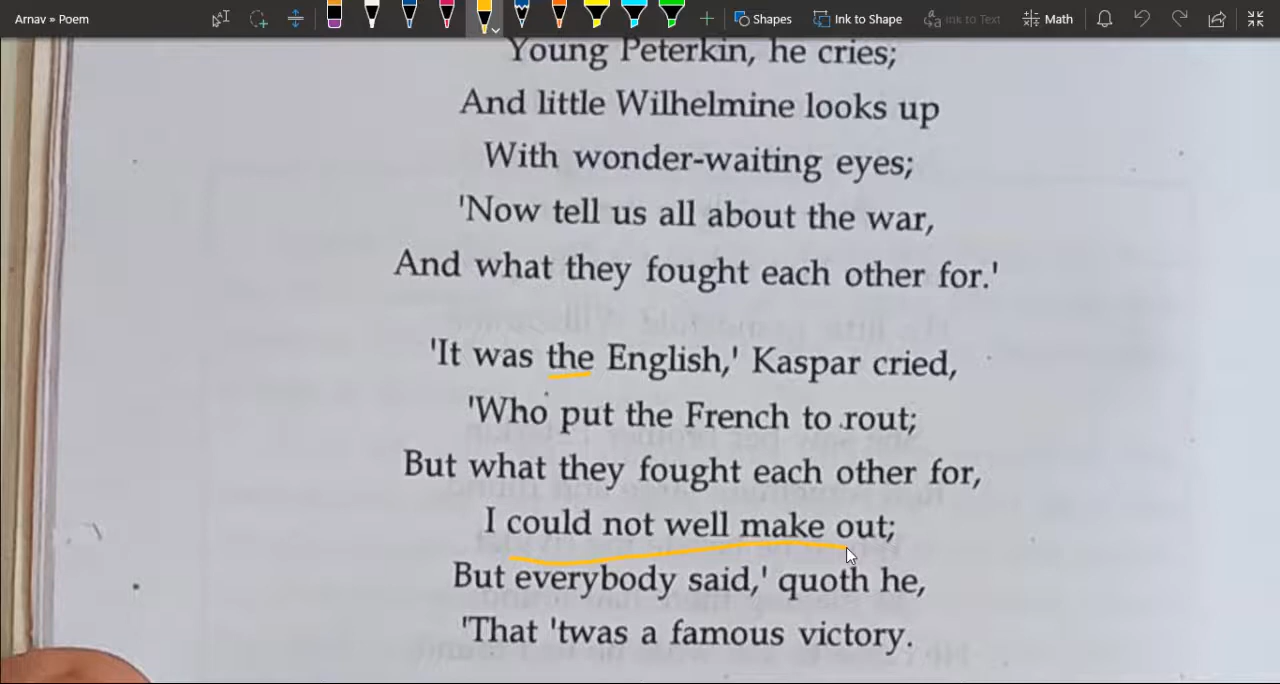 Arnav » Poem
Shapes
Ink to Shape
Ink to Text
Math
Young Peterkin, he cries;
And little Wilhelmine looks up
With wonder-waiting eyes;
'Now tell us all about the war,
And what they fought each other for.'
'It was the English,' Kaspar cried,
'Who put the French to rout;
But what they fought each other for,
I could not well make out;
But everybody said,' quoth he,
'That 'twas a famous victory.